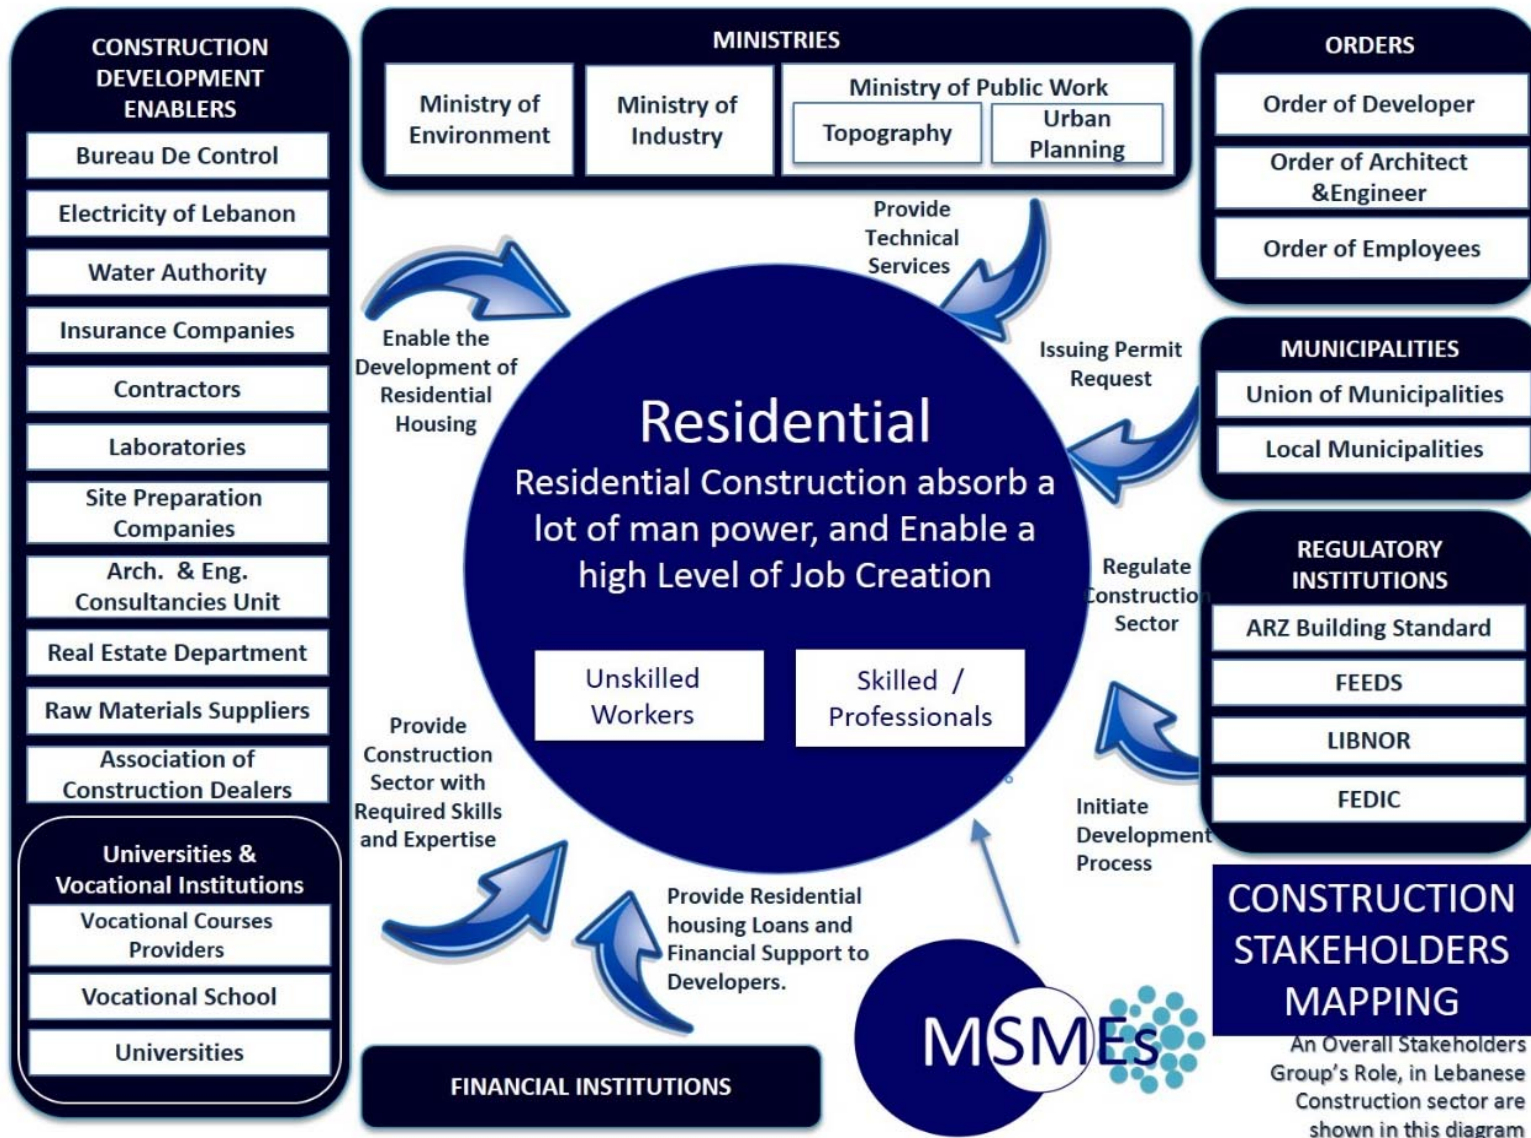 CONSTRUCTION
DEVELOPMENT
ENABLERS
Bureau De Control
Electricity of Lebanon
Water Authority
Insurance Companies
Contractors
Laboratories
Site Preparation
Companies
Arch.  & Eng.
Consultancies Unit
Real Estate Department
Raw Materials Suppliers
Association of
Construction Dealers
Universities &
Vocational Institutions
Vocational Courses
Providers
Vocational School
Universities
MINISTRIES
Ministry of
Environment
Ministry of
Industry
Ministry of Public Work
Topography
Urban
Planning
Provide
Technical
Services
Enable the
Development of
Residential
Housing
Residential
Residential Construction absorb a
lot of man power, and Enable a
high Level of Job Creation
Unskilled
Workers
Skilled  /
Professionals
Provide
Construction
Sector with
Required Skills
and Expertise
Provide Residential
housing Loans and
Financial Support to
Developers.
FINANCIAL INSTITUTIONS
MSMEs
ORDERS
Order of Developer
Order of Architect
&Engineer
Order of Employees
Issuing Permit
Request
MUNICIPALITIES
Union of Municipalities
Local Municipalities
Regulate
Construction
Sector
REGULATORY
INSTITUTIONS
ARZ Building Standard
FEEDS
LIBNOR
FEDIC
Initiate
Development
Process
CONSTRUCTION
STAKEHOLDERS
MAPPING
An Overall Stakeholders
Group's Role, in Lebanese
Construction sector are
shown in this diagram